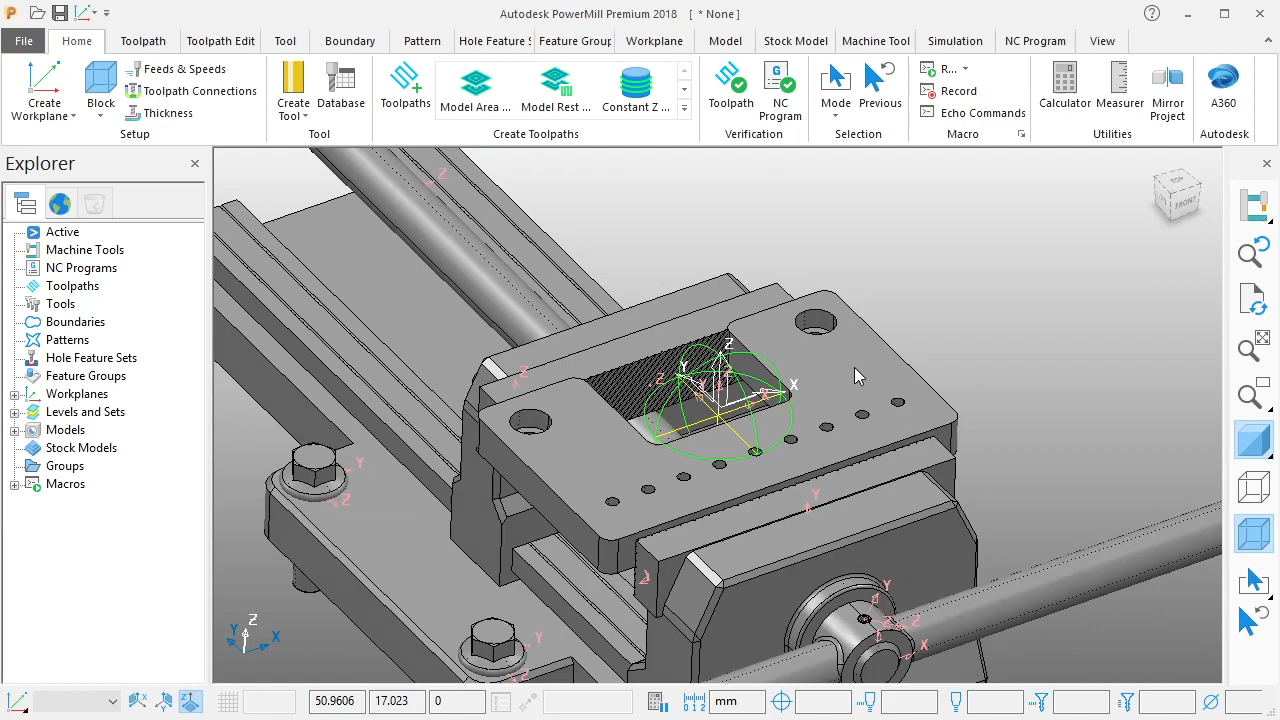 Autodesk PowerMill Premium 2018 [ * None ]
File Home Toolpath Toolpath Edit Tool Boundary Pattern Hole Feature S Feature Group Workplane Model Stock Model Machine Tool Simulation NC Program View
Create Workplane
Block
Feeds & Speeds
Toolpath Connections
Thickness
Setup
Create Tool
Database
Tool
Toolpaths
Model Area ...
Model Rest ...
Constant Z ...
Create Toolpaths
Toolpath
NC Program
Verification
Mode
Previous
Selection
R...
Record
Echo Commands
Macro
Calculator
Measurer
Mirror Project
Utilities
A360
Autodesk
Explorer
Active
Machine Tools
NC Programs
Toolpaths
Tools
Boundaries
Patterns
Hole Feature Sets
Feature Groups
Workplanes
Levels and Sets
Models
Stock Models
Groups
Macros
TOP
FRONT
Z
Z
Z
Y
X
Y
Z
Y
Z
Y
X
Z
Y
X
50.9606 17.023 0 mm